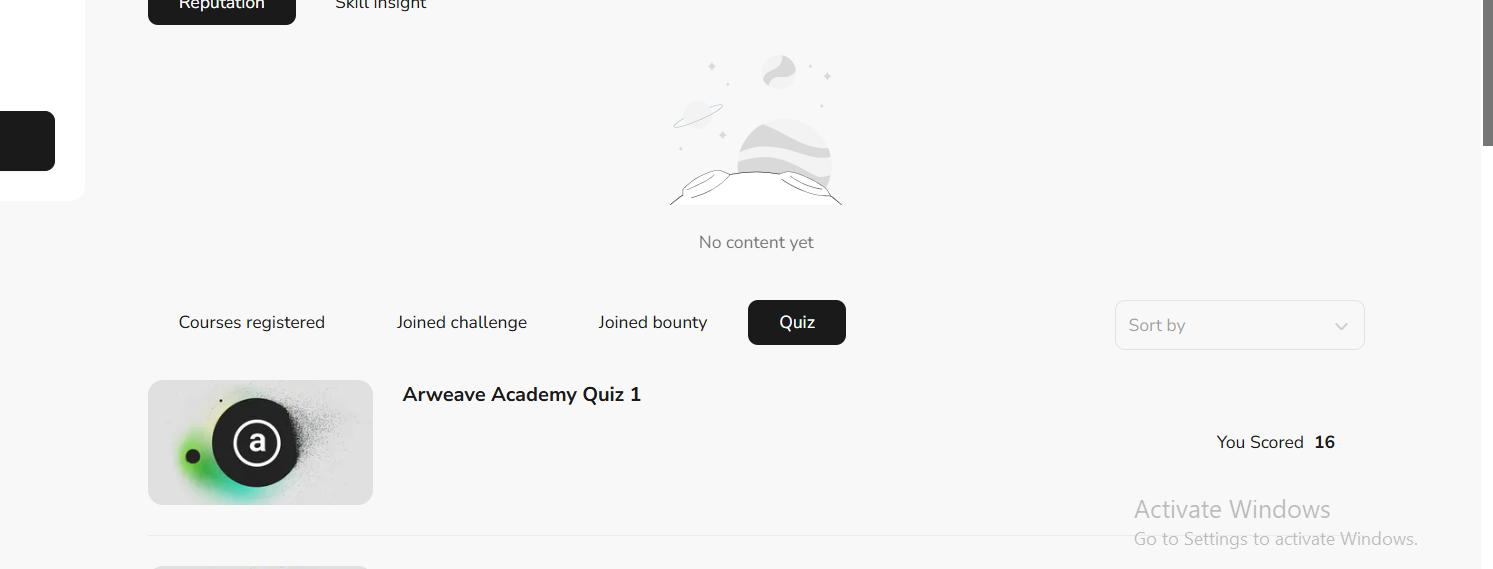 Reputation
Skill insight
No content yet
Courses registered
Joined challenge
Joined bounty
Quiz
Sort by
a
Arweave Academy Quiz 1
You Scored 16
Activate Windows
Go to Settings to activate Windows.